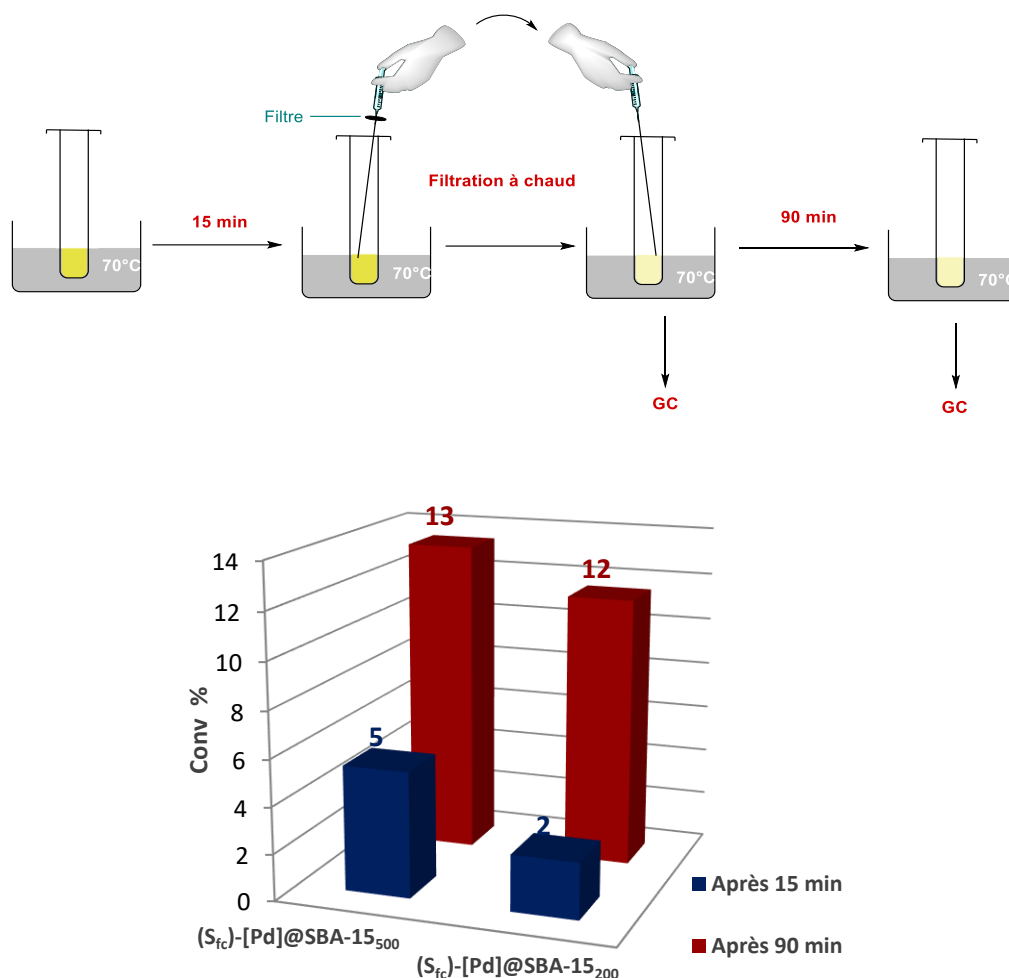 Filtre
15 min
Filtration à chaud
90 min
70°C
70°C
70°C
70°C
GC
GC
13
12
5
2
Conv %
14
12
10
8
6
4
2
0
(Sfc)-[Pd]@SBA-15500
(Sfc)-[Pd]@SBA-15200
Après 15 min
Après 90 min